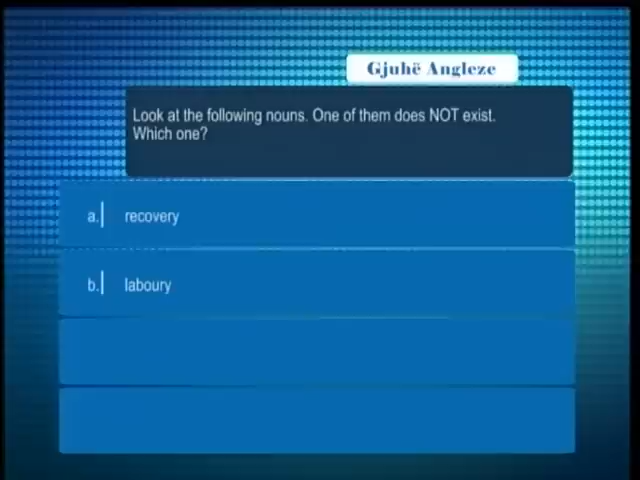 Gjuhë Angleze
Look at the following nouns. One of them does NOT exist.
Which one?
a. recovery
b. laboury